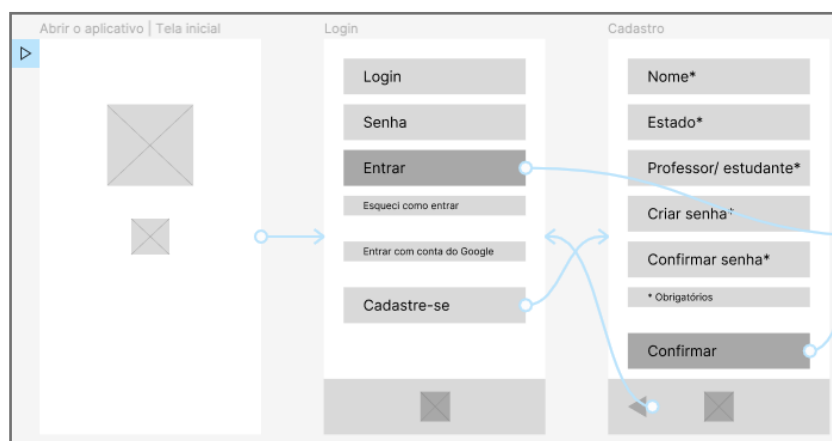 Abrir o aplicativo | Tela inicial
Login
Login
Senha
Entrar
Esqueci como entrar
Entrar com conta do Google
Cadastre-se
Cadastro
Nome*
Estado*
Professor/ estudante*
Criar senha*
Confirmar senha*
* Obrigatórios
Confirmar